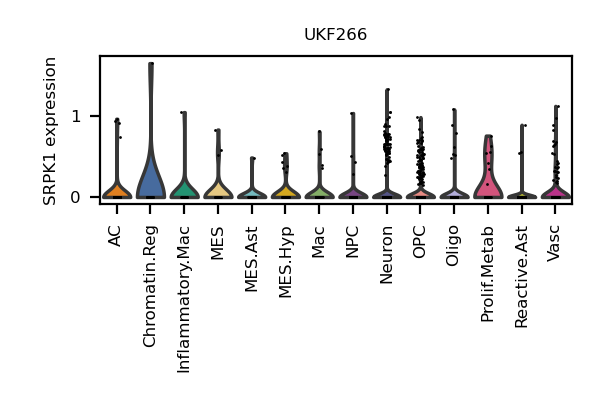 UKF266
SRPK1 expression
1
0
AC
Chromatin.Reg
Inflammatory.Mac
MES
MES.Ast
MES.Hyp
Mac
NPC
Neuron
OPC
Oligo
Prolif.Metab
Reactive.Ast
Vasc